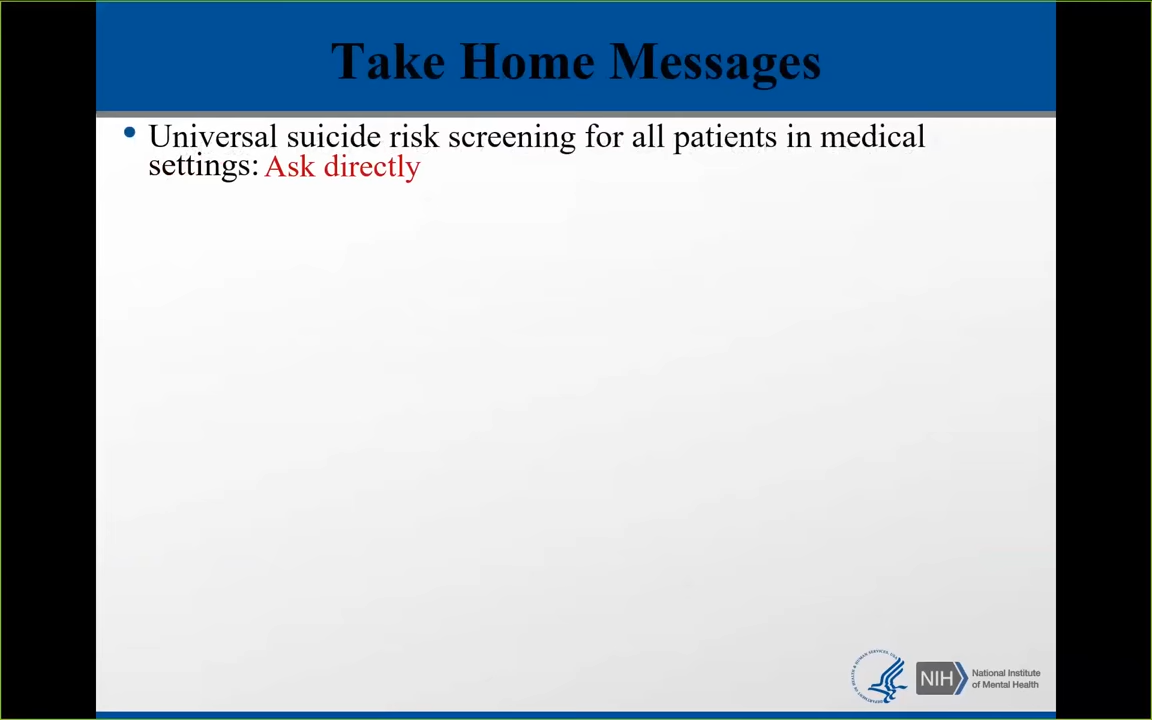 Take Home Messages
• Universal suicide risk screening for all patients in medical
settings: Ask directly
NIH
National Institute
of Mental Health